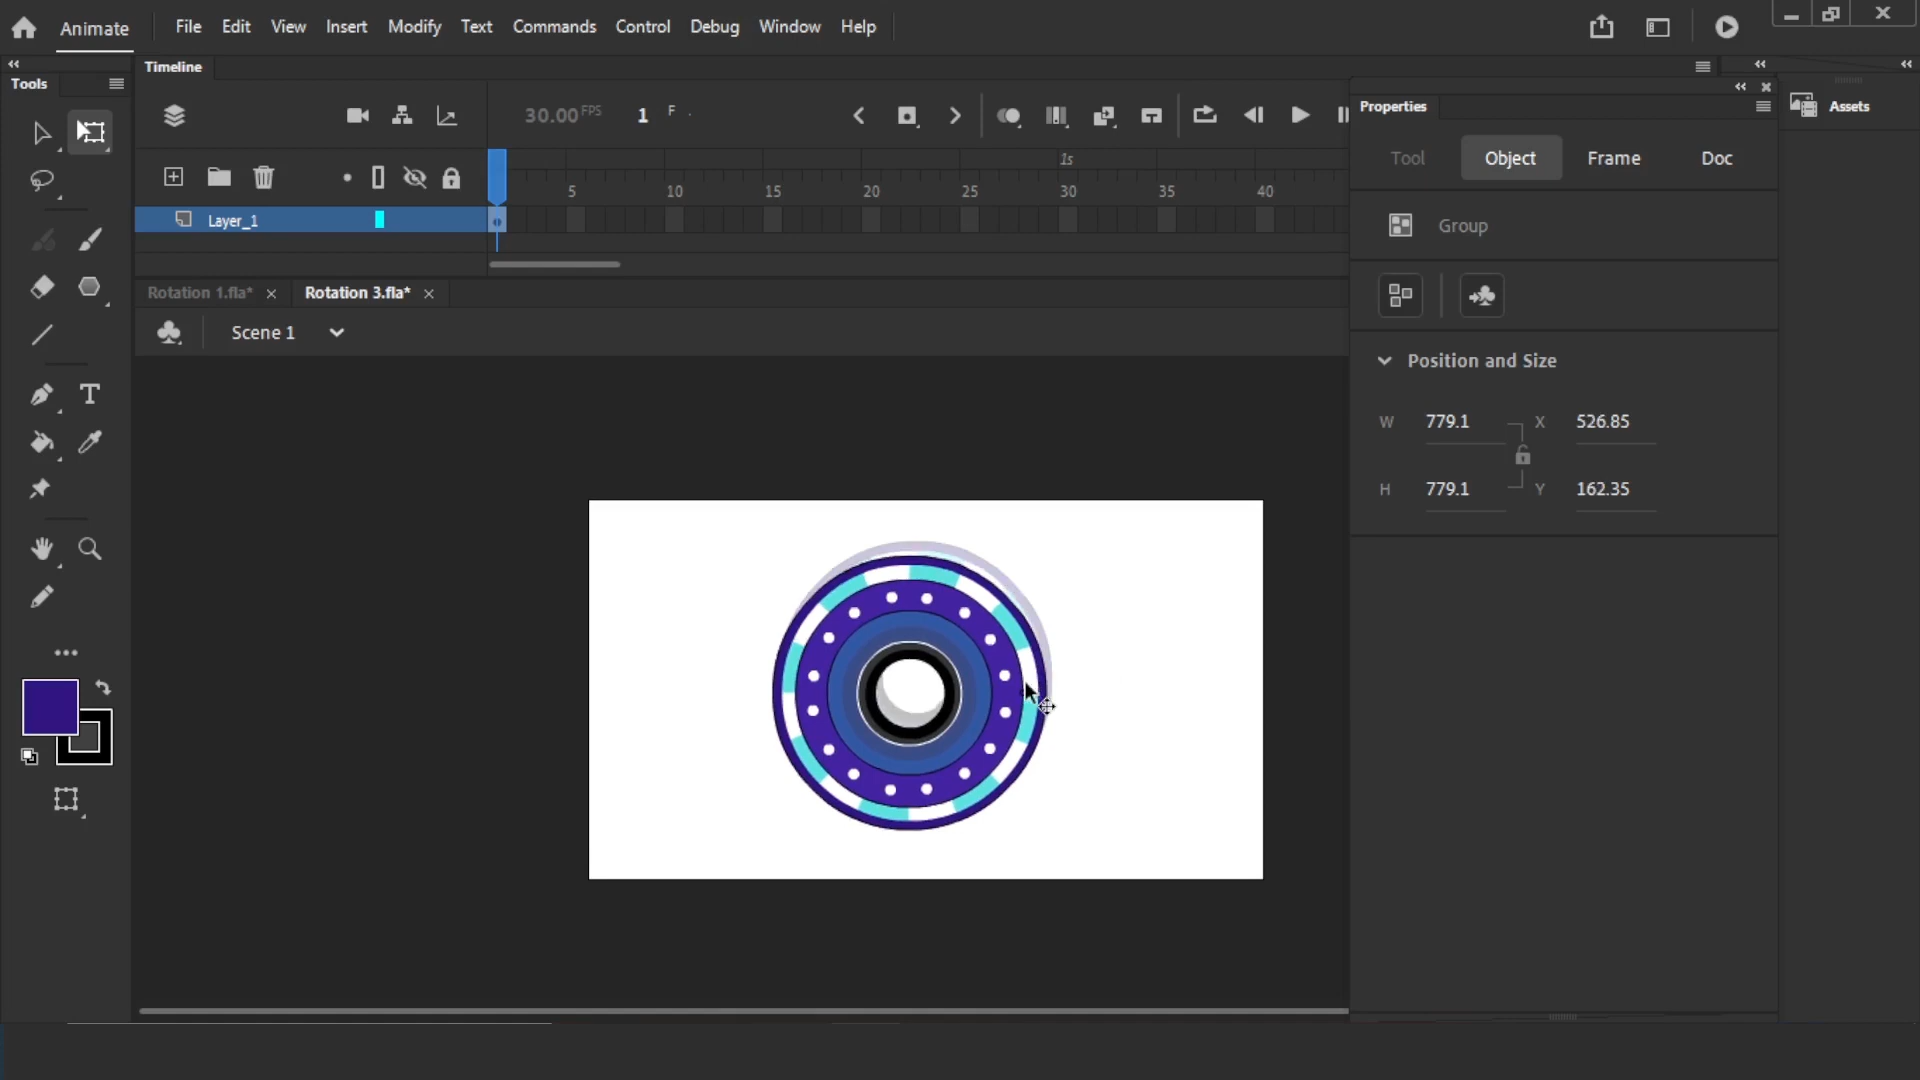 Animate File Edit View Insert Modify Text Commands Control Debug Window Help
Tools
Timeline
30.00 FPS 1 F
Properties
Assets
Tool Object Frame Doc
1s
5 10 15 20 25 30 35 40
Layer_1
Group
Rotation 1.fla* × Rotation 3.fla* ×
Scene 1
Position and Size
W 779.1 X 526.85
H 779.1 Y 162.35
T